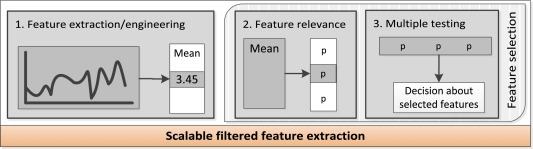 1. Feature extraction/engineering
Mean
3.45
2. Feature relevance
Mean
p
p
p
3. Multiple testing
p p p
Decision about
selected features
Feature selection
Scalable filtered feature extraction